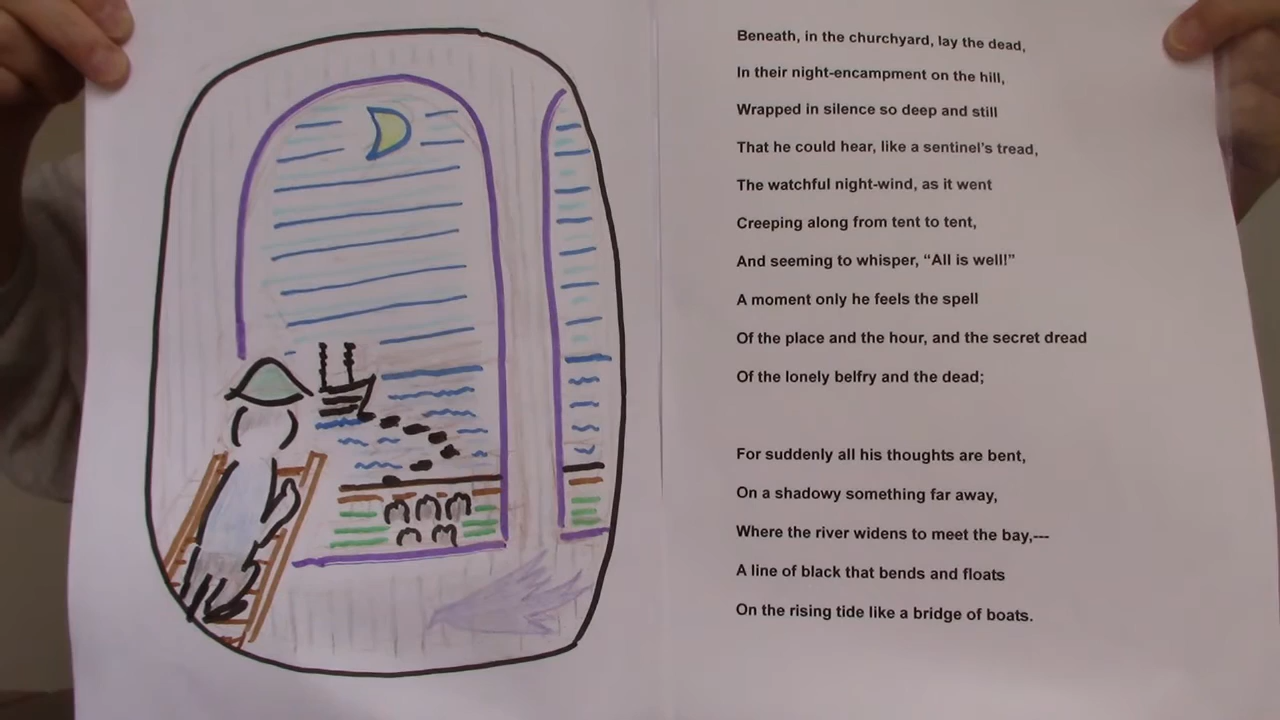 Beneath, in the churchyard, lay the dead,
In their night-encampment on the hill,
Wrapped in silence so deep and still
That he could hear, like a sentinel’s tread,
The watchful night-wind, as it went
Creeping along from tent to tent,
And seeming to whisper, “All is well!”
A moment only he feels the spell
Of the place and the hour, and the secret dread
Of the lonely belfry and the dead;
For suddenly all his thoughts are bent,
On a shadowy something far away,
Where the river widens to meet the bay,---
A line of black that bends and floats
On the rising tide like a bridge of boats.